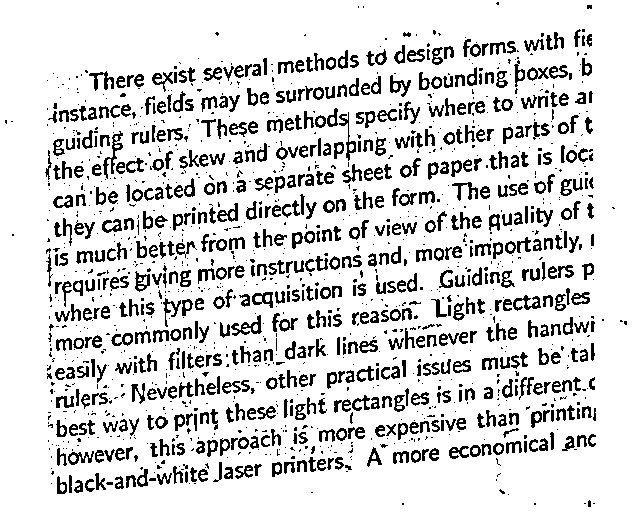 There exist several methods to design forms with fie
instance, fields may be surrounded by bounding boxes, b
guiding rulers. These methods specify where to write an
the effect of skew and overlapping with other parts of t
can be located on a separate sheet of paper that is loca
they can be printed directly on the form. The use of guid
is much better from the point of view of the quality of t
requires giving more instructions and, more importantly,
where this type of acquisition is used. Guiding rulers p
more commonly used for this reason. Light rectangles
easily with filters than dark lines whenever the handwi
rulers. Nevertheless, other practical issues must be tak
best way to print these light rectangles is in a different c
however, this approach is more expensive than printing
black-and-white laser printers. A more economical and